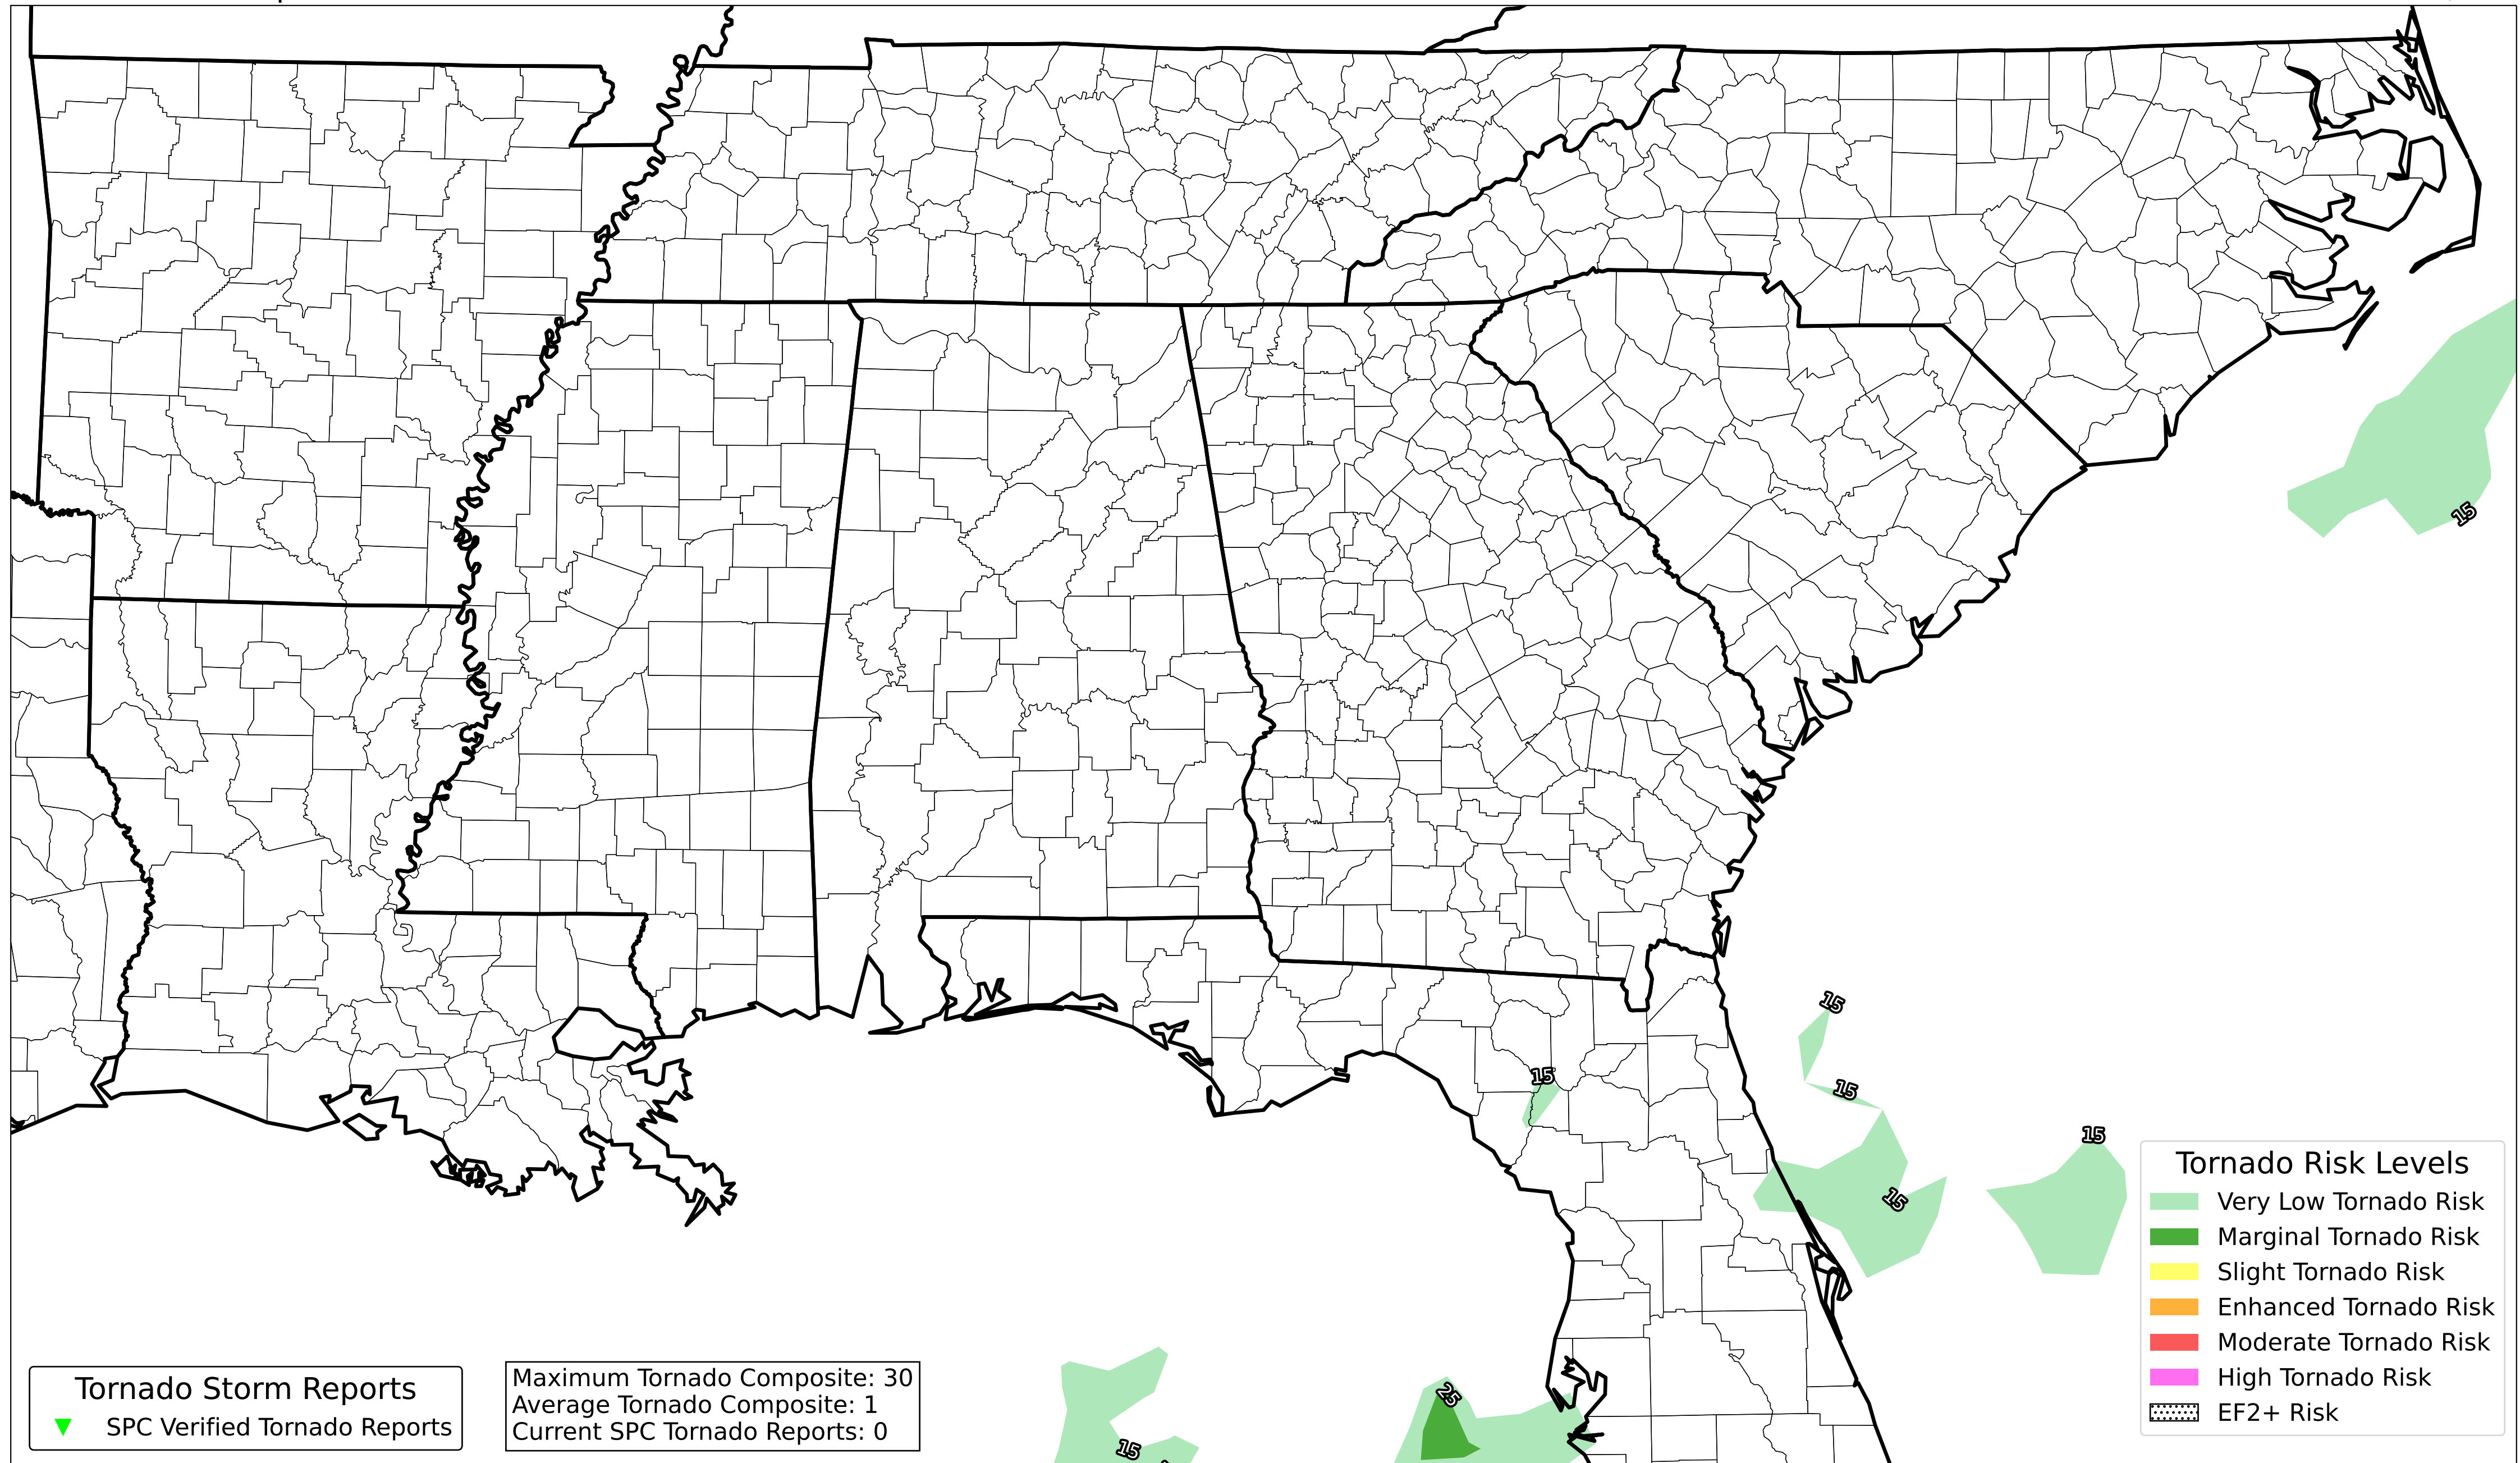 15
15
15
15
15
15
25
15
Tornado Risk Levels
Very Low Tornado Risk
Marginal Tornado Risk
Slight Tornado Risk
Enhanced Tornado Risk
Moderate Tornado Risk
High Tornado Risk
EF2+ Risk
Tornado Storm Reports
SPC Verified Tornado Reports
Maximum Tornado Composite: 30
Average Tornado Composite: 1
Current SPC Tornado Reports: 0